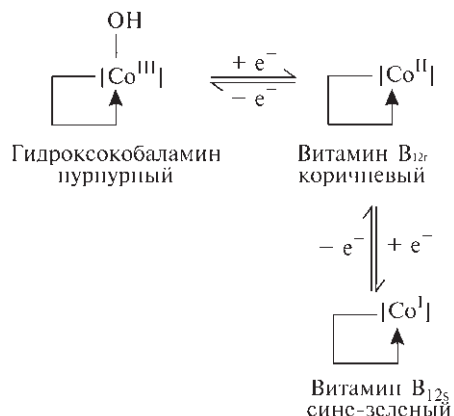 OH
[Co^III]
+ e⁻
− e⁻
[Co^II]
Гидроксокобаламин
пурпурный
Витамин B₁₂ᵣ
коричневый
− e⁻
+ e⁻
[Co^I]
Витамин B₁₂ₛ
сине-зеленый